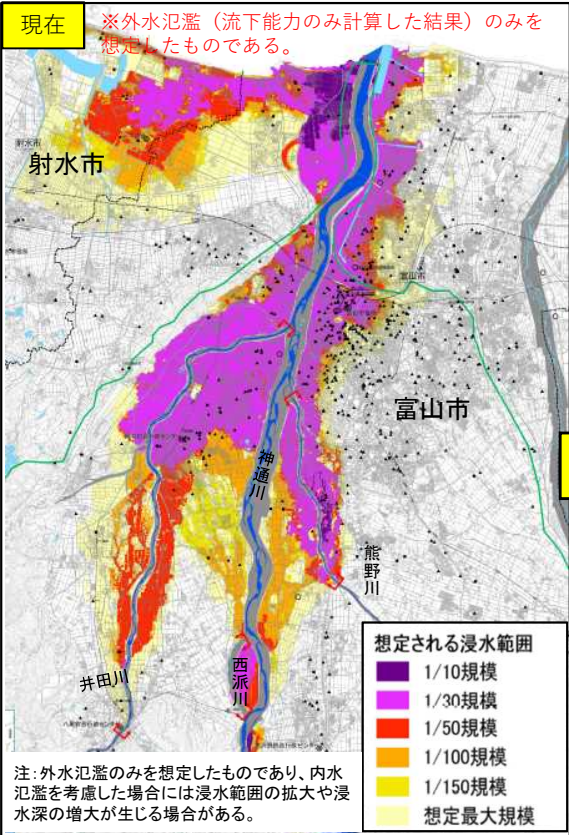 現在
※外水氾濫（流下能力のみ計算した結果）のみを
想定したものである。
射水市
射水市
富山市
富山市
神通川
熊野川
井田川
西派川
想定される浸水範囲
1/10規模
1/30規模
1/50規模
1/100規模
1/150規模
想定最大規模
注：外水氾濫のみを想定したものであり、内水
氾濫を考慮した場合には浸水範囲の拡大や浸
水深の増大が生じる場合がある。